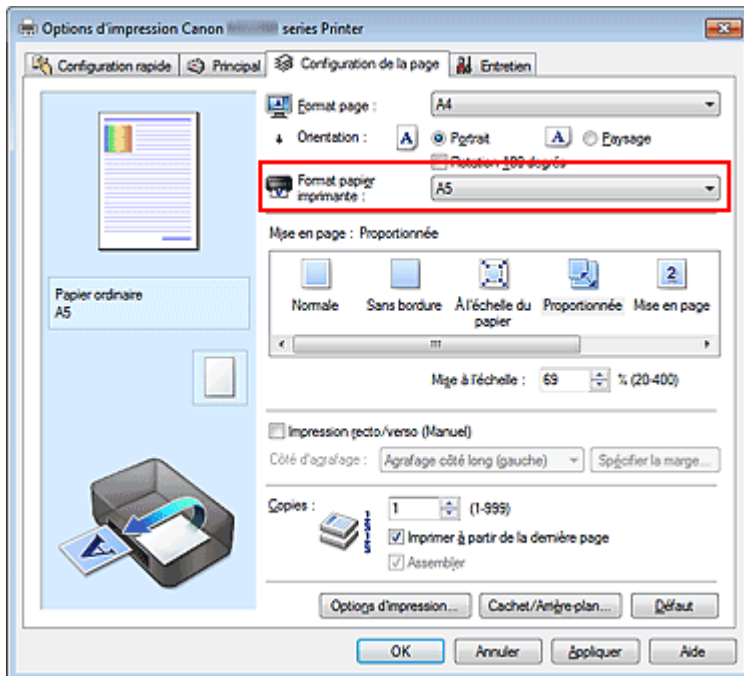 Options d'impression Canon series Printer
Configuration rapide Principal Configuration de la page Entretien
Format page : A4
Orientation : A Portrait A Paysage
Rotation 180 degrés
Format papier
imprimante :
A5
Mise en page : Proportionnée
Papier ordinaire
A5
Normale Sans bordure À l'échelle du
papier
Proportionnée Mise en page
Mise à l'échelle : 69 % (20-400)
Impression recto/verso (Manuel)
Côté d'agrafage : Agrafage côté long (gauche) Spécifier la marge...
Copies : 1 (1-999)
Imprimer à partir de la dernière page
Assembler
Options d'impression... Cachet/Arrière-plan... Défaut
OK Annuler Appliquer Aide